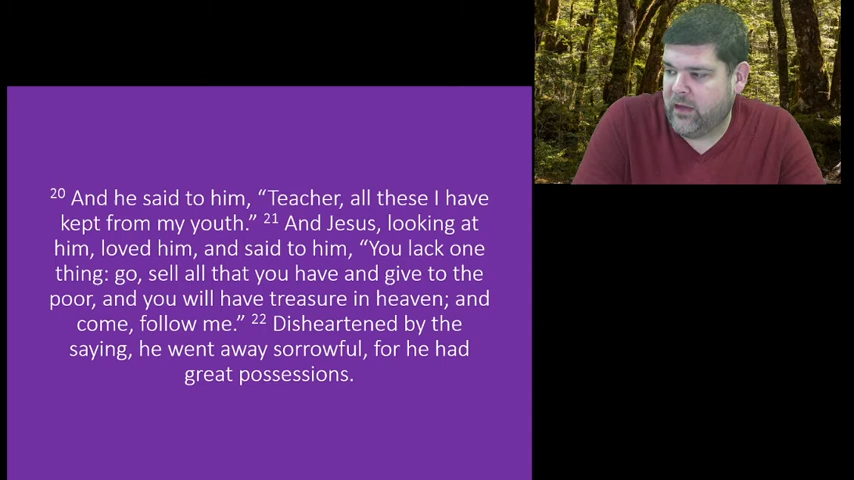 20 And he said to him, “Teacher, all these I have
kept from my youth.” 21 And Jesus, looking at
him, loved him, and said to him, “You lack one
thing: go, sell all that you have and give to the
poor, and you will have treasure in heaven; and
come, follow me.” 22 Disheartened by the
saying, he went away sorrowful, for he had
great possessions.